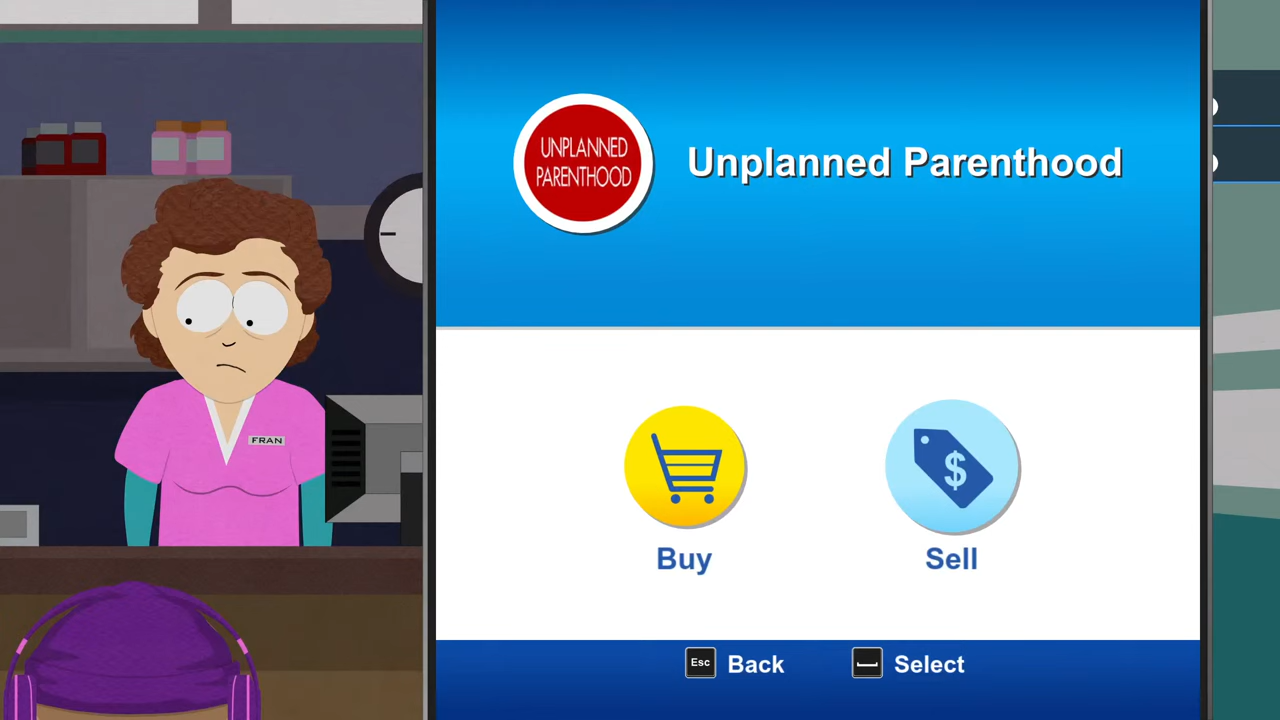 UNPLANNED
PARENTHOOD
Unplanned Parenthood
FRAN
$
Buy
Sell
Esc Back
Select